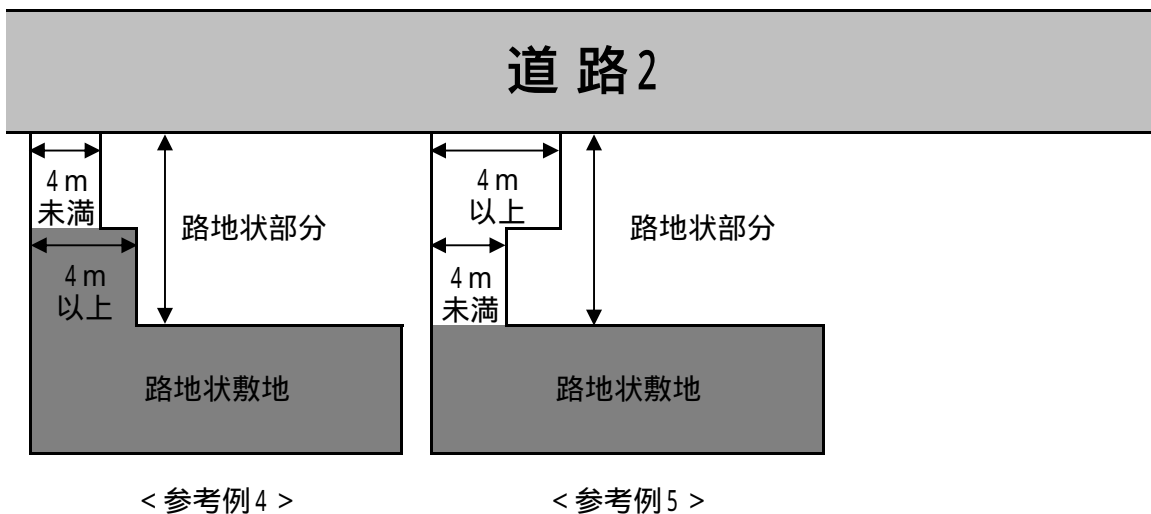 道路2
4m
未満
路地状部分
4m
以上
路地状敷地
<参考例4>
4m
以上
路地状部分
4m
未満
路地状敷地
<参考例5>